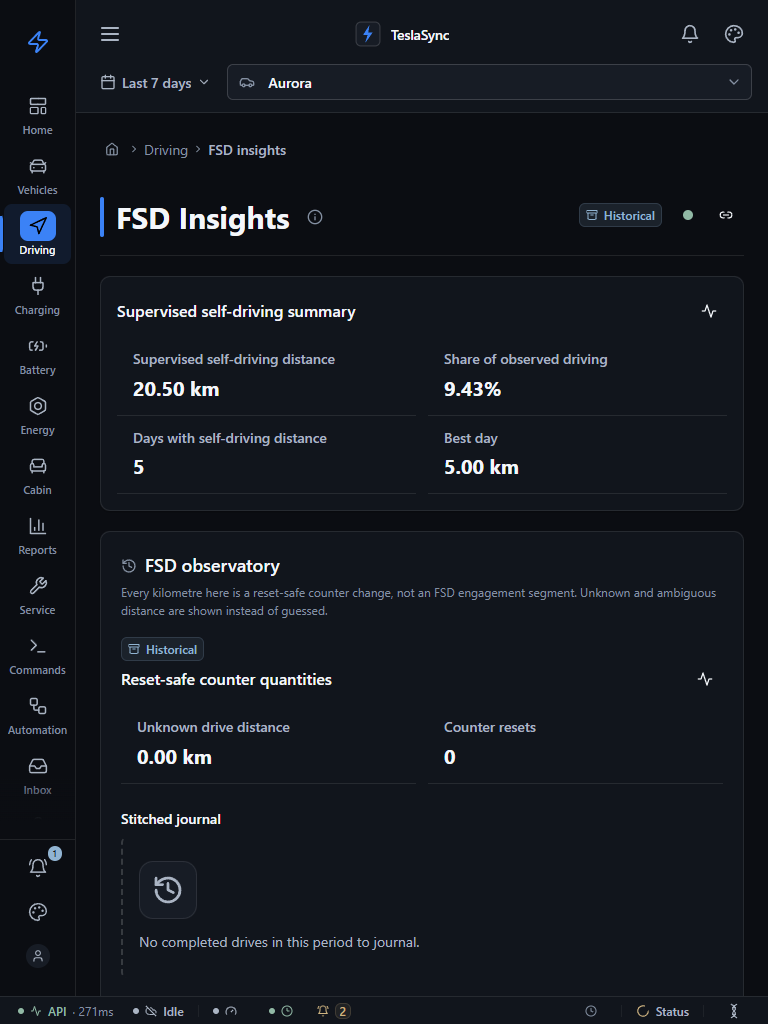 TeslaSync
Last 7 days
Aurora
Home
Vehicles
Driving
Charging
Battery
Energy
Cabin
Reports
Service
Commands
Automation
Inbox
1
Driving
FSD insights
FSD Insights
Historical
Supervised self-driving summary
Supervised self-driving distance
20.50 km
Share of observed driving
9.43%
Days with self-driving distance
5
Best day
5.00 km
FSD observatory
Every kilometre here is a reset-safe counter change, not an FSD engagement segment. Unknown and ambiguous
distance are shown instead of guessed.
Historical
Reset-safe counter quantities
Unknown drive distance
0.00 km
Counter resets
0
Stitched journal
No completed drives in this period to journal.
API · 271ms
Idle
2
Status